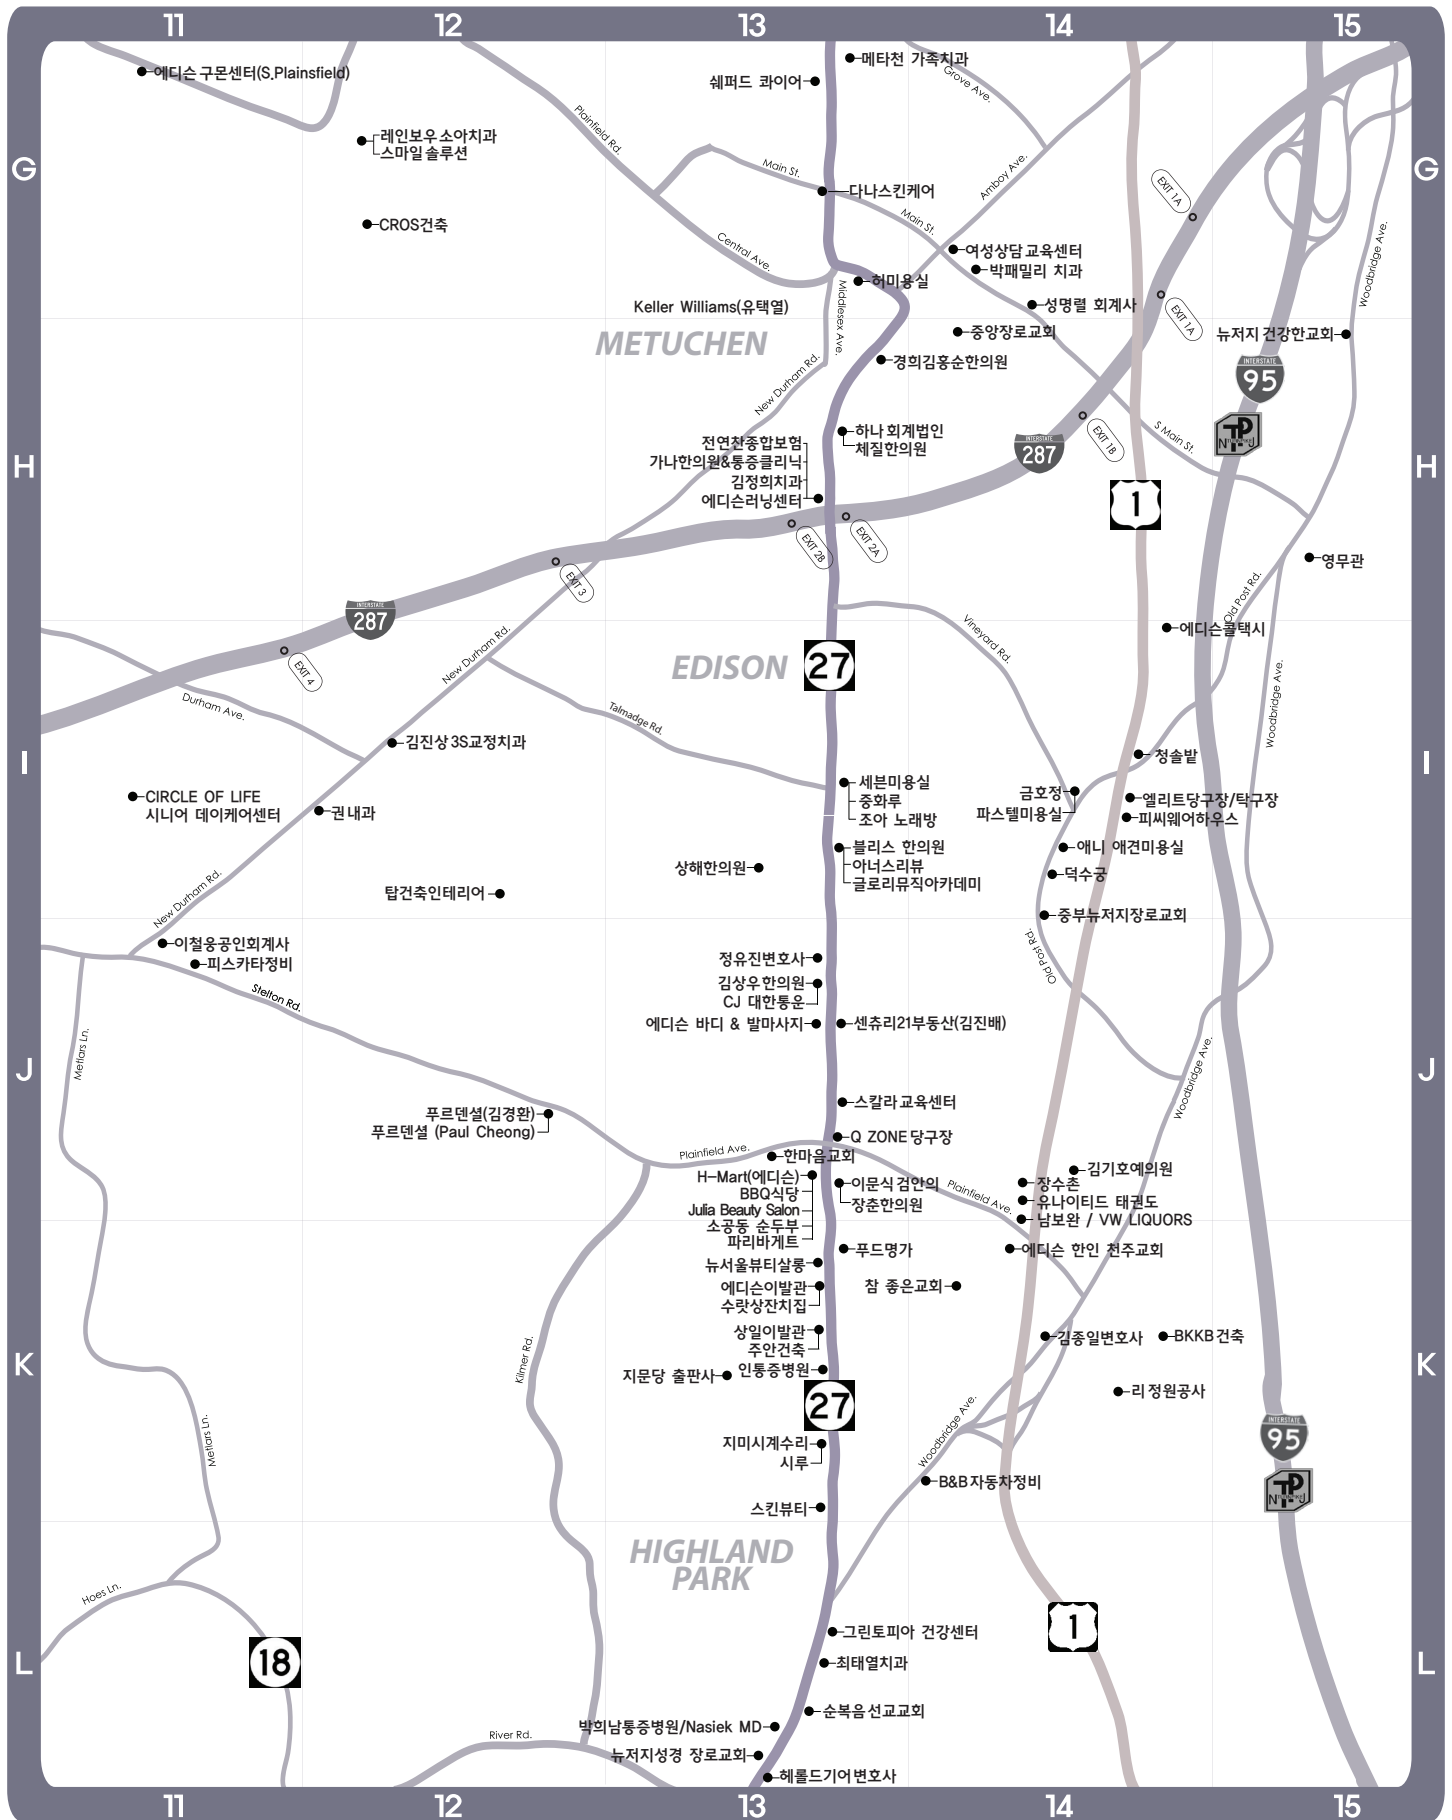 11 12 13 14 15
메타천 가족치과
에디슨 구몬센터(S.Plainsfield)
쉐퍼드 콰이어
Grove Ave.
Plainfield Rd.
레인보우 소아치과
스마일 솔루션
G
G
Main St.
Amboy Ave.
EXIT 1A
다나스킨케어
CROS건축
Main St.
Central Ave.
여성상담 교육센터
박패밀리 치과
Woodbridge Ave.
허미용실
Keller Williams(유택열)
Middlesex Ave.
성명렬 회계사
EXIT 1A
METUCHEN
중앙장로교회
뉴저지 건강한교회
경희김홍순한의원
INTERSTATE
95
New Durham Rd.
하나 회계법인
체질한의원
전연찬종합보험
가나한의원&통증클리닉
김정희치과
에디슨러닝센터
EXIT 1B
S Main St.
INTERSTATE
287
NTPJ
TURNPIKE
H
H
1
EXIT 2B
EXIT 2A
영무관
EXIT 3
INTERSTATE
287
Old Post Rd.
에디슨콜택시
Vineyard Rd.
New Durham Rd.
EDISON
27
EXIT 4
Durham Ave.
Talmadge Rd.
Woodbridge Ave.
김진상 3S교정치과
청솔밭
I
I
CIRCLE OF LIFE
시니어 데이케어센터
권내과
세븐미용실
중화루
조아 노래방
금호정
파스텔미용실
엘리트당구장/탁구장
피씨웨어하우스
블리스 한의원
아너스리뷰
글로리뮤직아카데미
애니 애견미용실
상해한의원
덕수궁
탑건축인테리어
New Durham Rd.
중부뉴저지장로교회
이철웅공인회계사
피스카타정비
Old Post Rd.
정유진변호사
김상우한의원
CJ 대한통운
Stelton Rd.
에디슨 바디 & 발마사지
센츄리21부동산(김진배)
Metlars Ln.
J
J
Woodbridge Ave.
스칼라 교육센터
푸르덴셜(김경환)
푸르덴셜 (Paul Cheong)
Q ZONE 당구장
Plainfield Ave.
한마음교회
김기호예의원
H-Mart(에디슨)
BBQ식당
Julia Beauty Salon
소공동 순두부
파리바게트
이문식 검안의
장춘한의원
Plainfield Ave.
장수촌
유나이티드 태권도
남보완 / VW LIQUORS
푸드명가
에디슨 한인 천주교회
뉴서울뷰티살롱
에디슨이발관
수랏상잔치집
참 좋은교회
상일이발관
주안건축
김종일변호사
BKKB 건축
Kilmer Rd.
K
K
지문당 출판사
인통증병원
27
리 정원공사
Metlars Ln.
Woodbridge Ave.
INTERSTATE
95
지미시계수리
시루
B&B 자동차정비
NTPJ
TURNPIKE
스킨뷰티
HIGHLAND
PARK
Hoes Ln.
그린토피아 건강센터
1
L
L
18
최태열치과
순복음 선교교회
박희남통증병원/Nasiek MD
River Rd.
뉴저지성경 장로교회
헤롤드기어 변호사
11 12 13 14 15